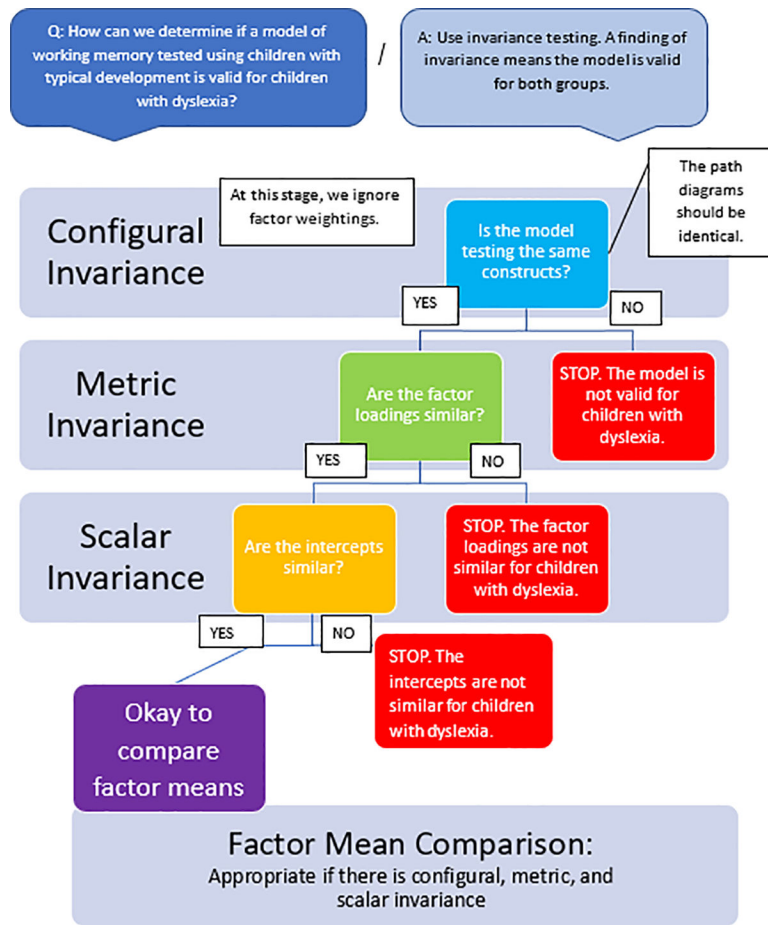 Q: How can we determine if a model of
working memory tested using children with
typical development is valid for children
with dyslexia?
/
A: Use invariance testing. A finding of
invariance means the model is valid
for both groups.
Configural
Invariance
At this stage, we ignore
factor weightings.
Is the model
testing the same
constructs?
The path
diagrams
should be
identical.
YES
NO
Metric
Invariance
Are the factor
loadings similar?
STOP. The model is
not valid for
children with
dyslexia.
YES
NO
Scalar
Invariance
Are the intercepts
similar?
STOP. The factor
loadings are not
similar for children
with dyslexia.
YES
NO
STOP. The
intercepts are not
similar for children
with dyslexia.
Okay to
compare
factor means
Factor Mean Comparison:
Appropriate if there is configural, metric, and
scalar invariance